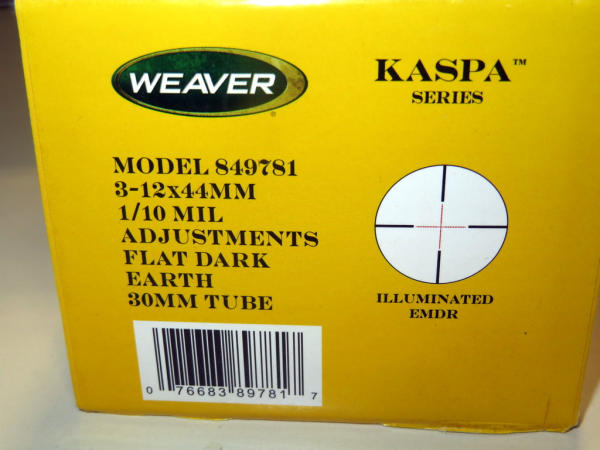 WEAVER
KASPA™
SERIES
MODEL 849781
3-12x44MM
1/10 MIL
ADJUSTMENTS
FLAT DARK
EARTH
30MM TUBE
ILLUMINATED
EMDR
0 76683 89781 7